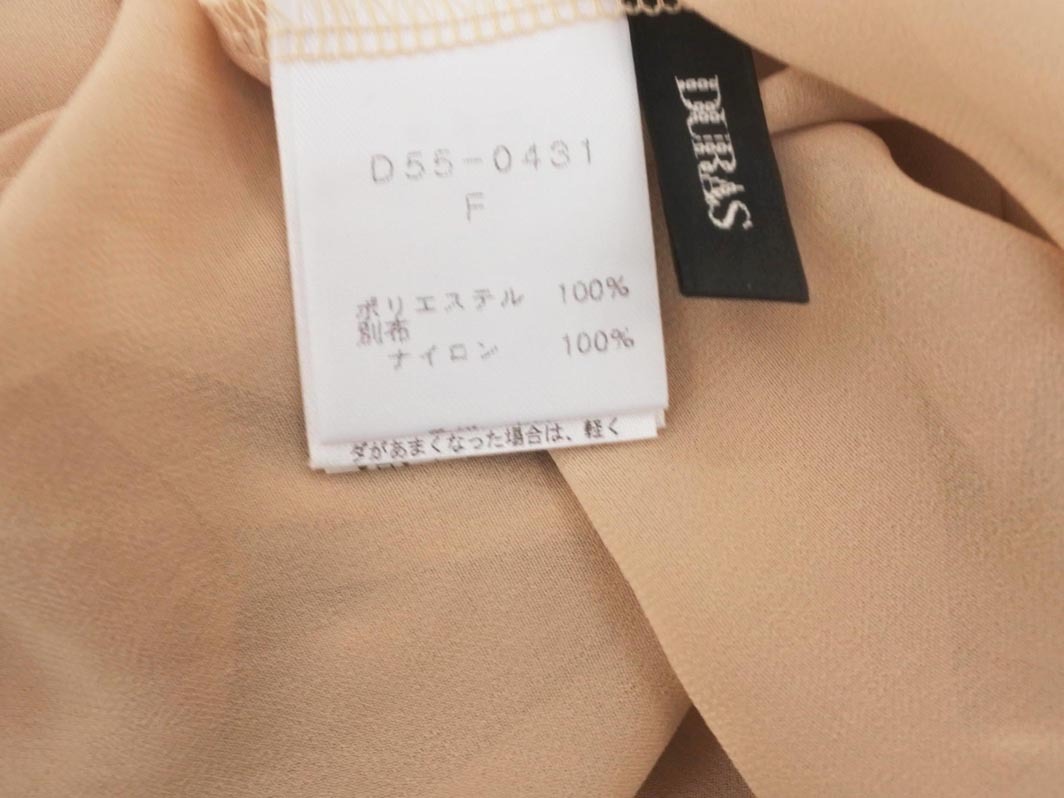 D55-0431
F
ポリエステル 100%
別布
ナイロン 100%
ダがあまくなった場合は、軽く
DURAS